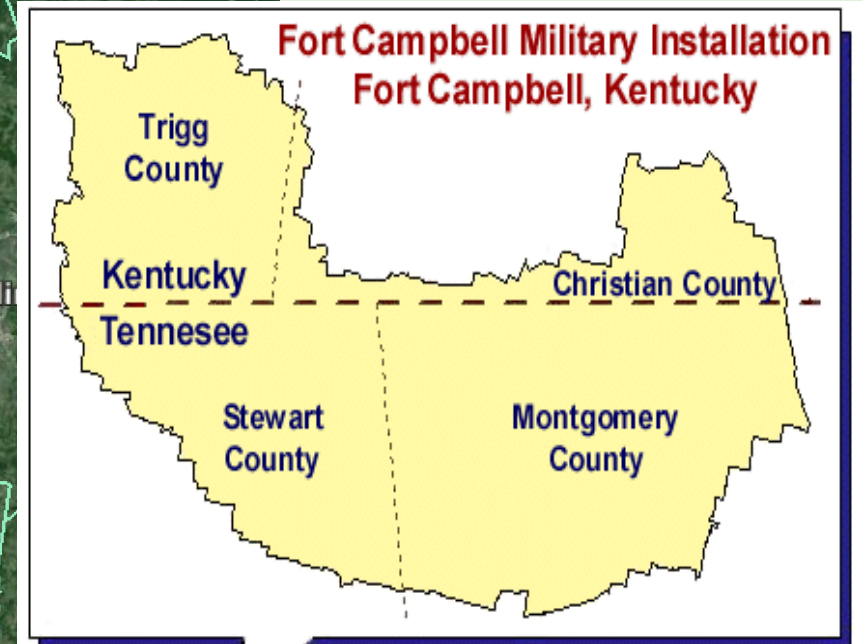 Fort Campbell Military Installation
Fort Campbell, Kentucky
Trigg
County
Kentucky
Christian County
Tennesee
Stewart
County
Montgomery
County